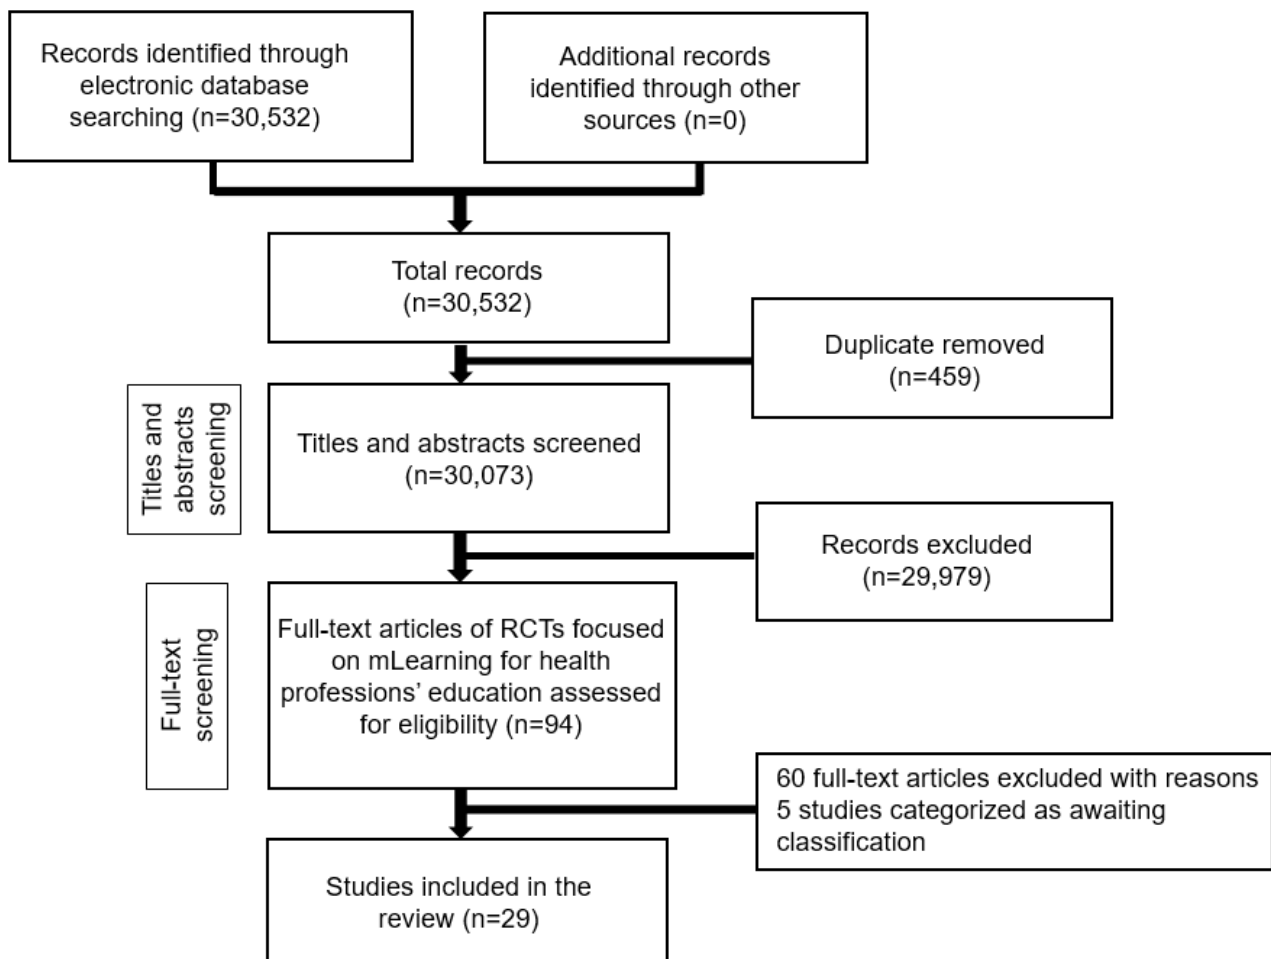 Records identified through
electronic database
searching (n=30,532)
Additional records
identified through other
sources (n=0)
Total records
(n=30,532)
Duplicate removed
(n=459)
Titles and
abstracts
screening
Titles and abstracts screened
(n=30,073)
Records excluded
(n=29,979)
Full-text
screening
Full-text articles of RCTs focused
on mLearning for health
professions’ education assessed
for eligibility (n=94)
60 full-text articles excluded with reasons
5 studies categorized as awaiting
classification
Studies included in the
review (n=29)